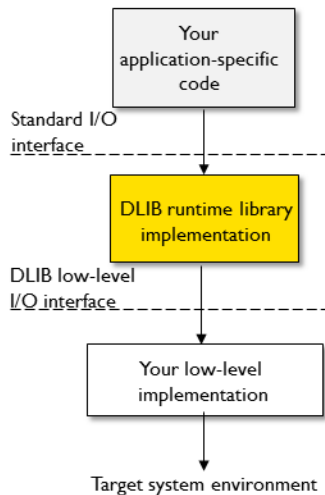 Your
application-specific
code
Standard I/O
interface
DLIB runtime library
implementation
DLIB low-level
I/O interface
Your low-level
implementation
Target system environment